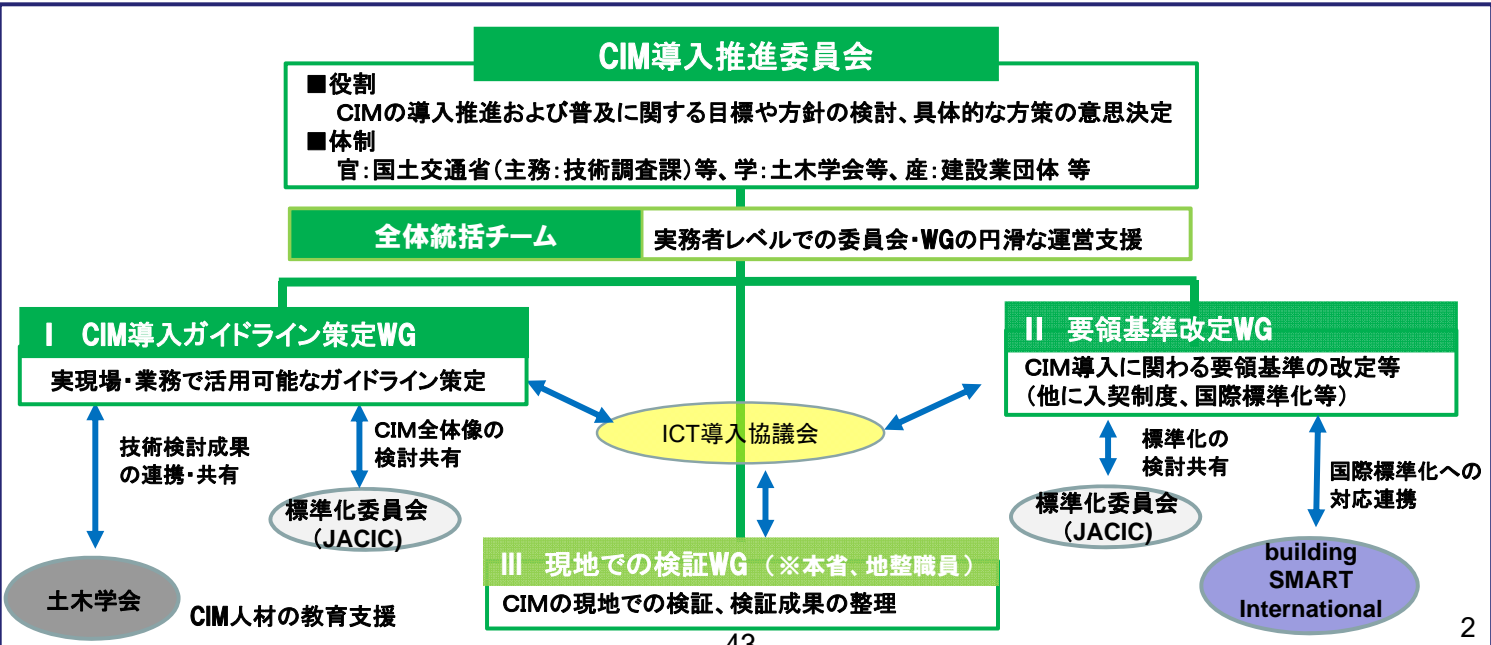 CIM導入推進委員会
■役割
CIMの導入推進および普及に関する目標や方針の検討、具体的な方策の意思決定
■体制
官:国土交通省(主務:技術調査課)等、学:土木学会等、産:建設業団体 等
全体統括チーム
実務者レベルでの委員会・WGの円滑な運営支援
Ⅰ CIM導入ガイドライン策定WG
実現場・業務で活用可能なガイドライン策定
Ⅱ 要領基準改定WG
CIM導入に関わる要領基準の改定等
(他に入契制度、国際標準化等)
ICT導入協議会
技術検討成果
の連携・共有
CIM全体像の
検討共有
標準化の
検討共有
国際標準化への
対応連携
標準化委員会
(JACIC)
標準化委員会
(JACIC)
土木学会
CIM人材の教育支援
Ⅲ 現地での検証WG (※本省、地整職員)
CIMの現地での検証、検証成果の整理
building
SMART
International
43
2